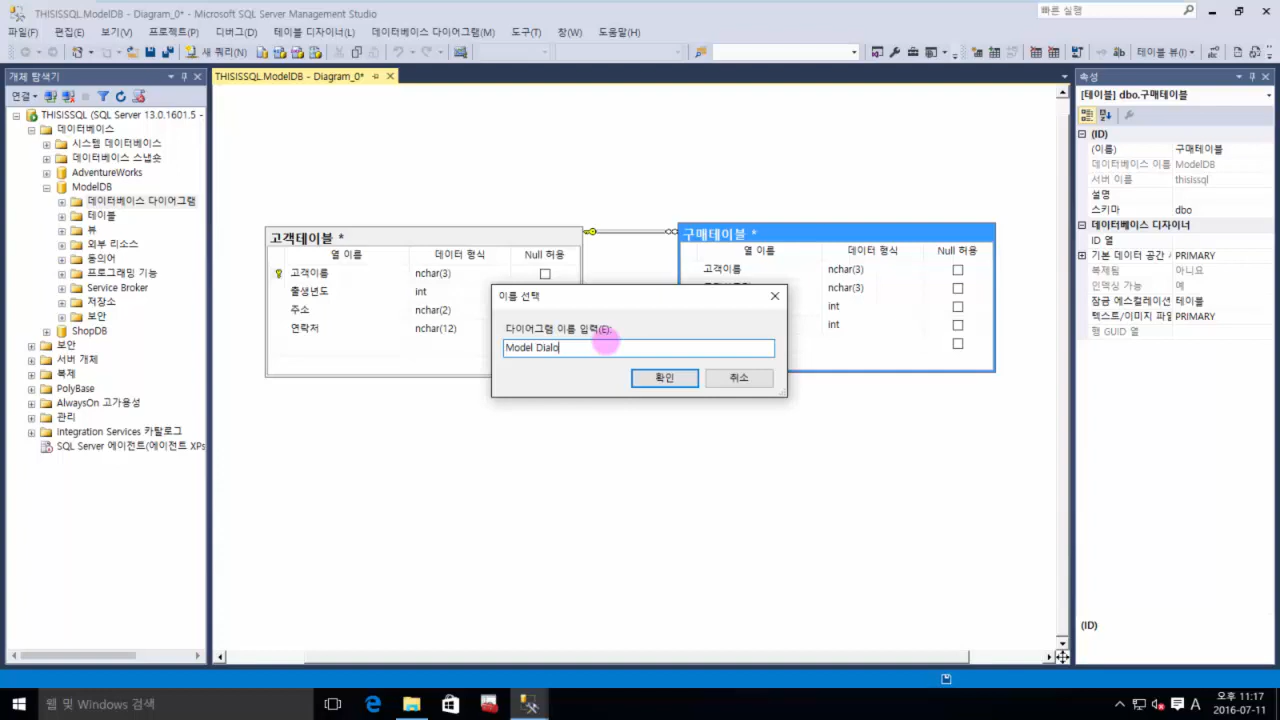 THISISSQL.ModelDB - Diagram_0* - Microsoft SQL Server Management Studio
빠른 실행
파일(F) 편집(E) 보기(V) 프로젝트(P) 디버그(D) 테이블 디자이너(L) 데이터베이스 다이어그램(M) 도구(T) 창(W) 도움말(H)
새 쿼리(N)
테이블 뷰(I)
개체 탐색기
THISISSQL.ModelDB - Diagram_0*
속성
연결
[테이블] dbo.구매테이블
THISISSQL (SQL Server 13.0.1601.5 -
데이터베이스
시스템 데이터베이스
데이터베이스 스냅숏
AdventureWorks
ModelDB
데이터베이스 다이어그램
테이블
뷰
외부 리소스
동의어
프로그래밍 기능
Service Broker
저장소
보안
ShopDB
보안
서버 개체
복제
PolyBase
AlwaysOn 고가용성
관리
Integration Services 카탈로그
SQL Server 에이전트(에이전트 XPs
고객테이블 *
열 이름 데이터 형식 Null 허용
고객이름 nchar(3)
출생년도 int
주소 nchar(2)
연락처 nchar(12)
구매테이블 *
열 이름 데이터 형식 Null 허용
고객이름 nchar(3)
nchar(3)
int
int
이름 선택
다이어그램 이름 입력(E):
Model Dialo
확인 취소
(ID)
(이름) 구매테이블
데이터베이스 이름 ModelDB
서버 이름 thisissql
설명
스키마 dbo
데이터베이스 디자이너
ID 열
기본 데이터 공간 사 PRIMARY
복제됨 아니요
인덱싱 가능 예
잠금 에스컬레이션 테이블
텍스트/이미지 파일 PRIMARY
행 GUID 열
(ID)
웹 및 Windows 검색
A
오후 11:17
2016-07-11